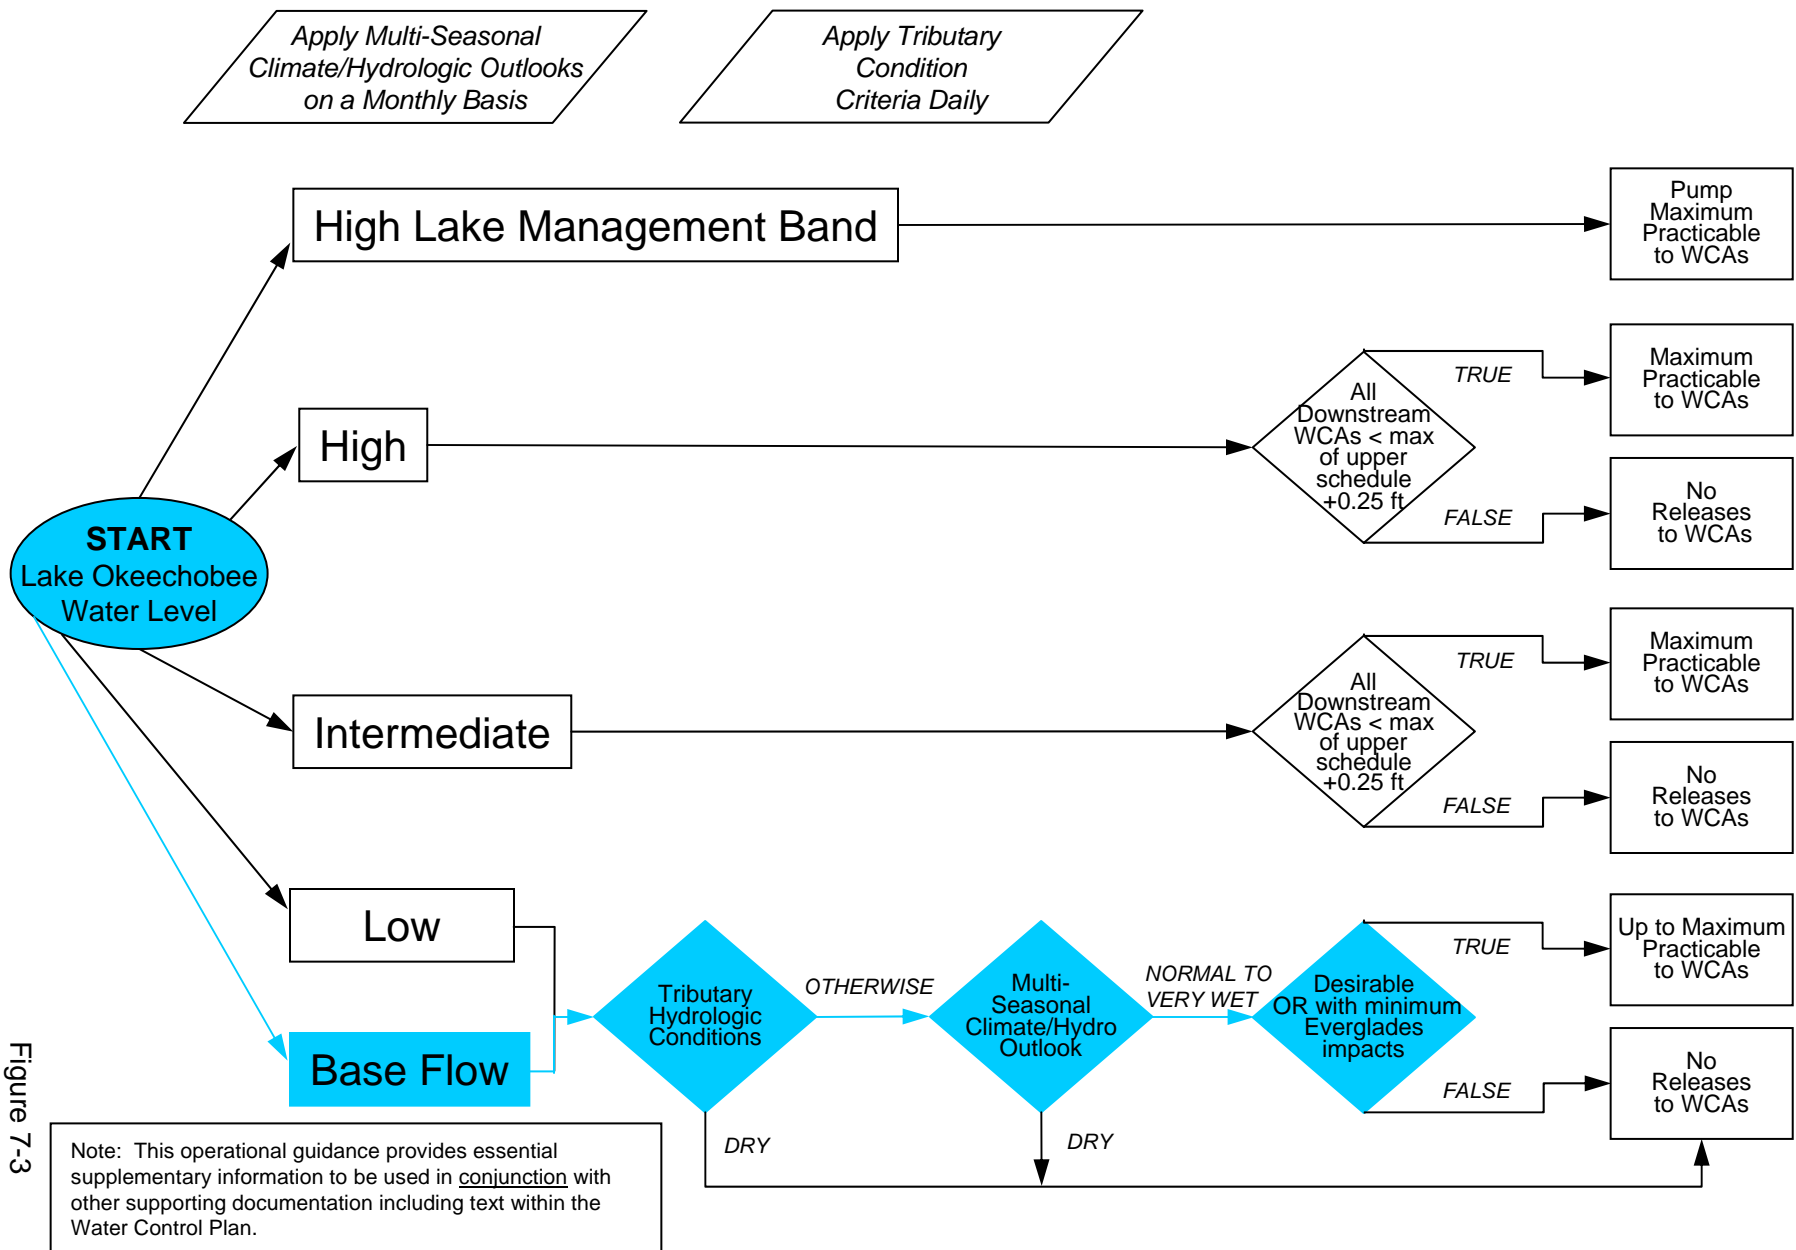 Apply Multi-Seasonal
Climate/Hydrologic Outlooks
on a Monthly Basis
Apply Tributary
Condition
Criteria Daily
High Lake Management Band
Pump
Maximum
Practicable
to WCAs
High
All
Downstream
WCAs < max
of upper
schedule
+0.25 ft
TRUE
Maximum
Practicable
to WCAs
FALSE
No
Releases
to WCAs
START
Lake Okeechobee
Water Level
Intermediate
All
Downstream
WCAs < max
of upper
schedule
+0.25 ft
TRUE
Maximum
Practicable
to WCAs
FALSE
No
Releases
to WCAs
Low
Base Flow
Tributary
Hydrologic
Conditions
OTHERWISE
DRY
Multi-
Seasonal
Climate/Hydro
Outlook
NORMAL TO
VERY WET
DRY
Desirable
OR with minimum
Everglades
impacts
TRUE
Up to Maximum
Practicable
to WCAs
FALSE
No
Releases
to WCAs
Figure 7-3
Note:  This operational guidance provides essential
supplementary information to be used in conjunction with
other supporting documentation including text within the
Water Control Plan.